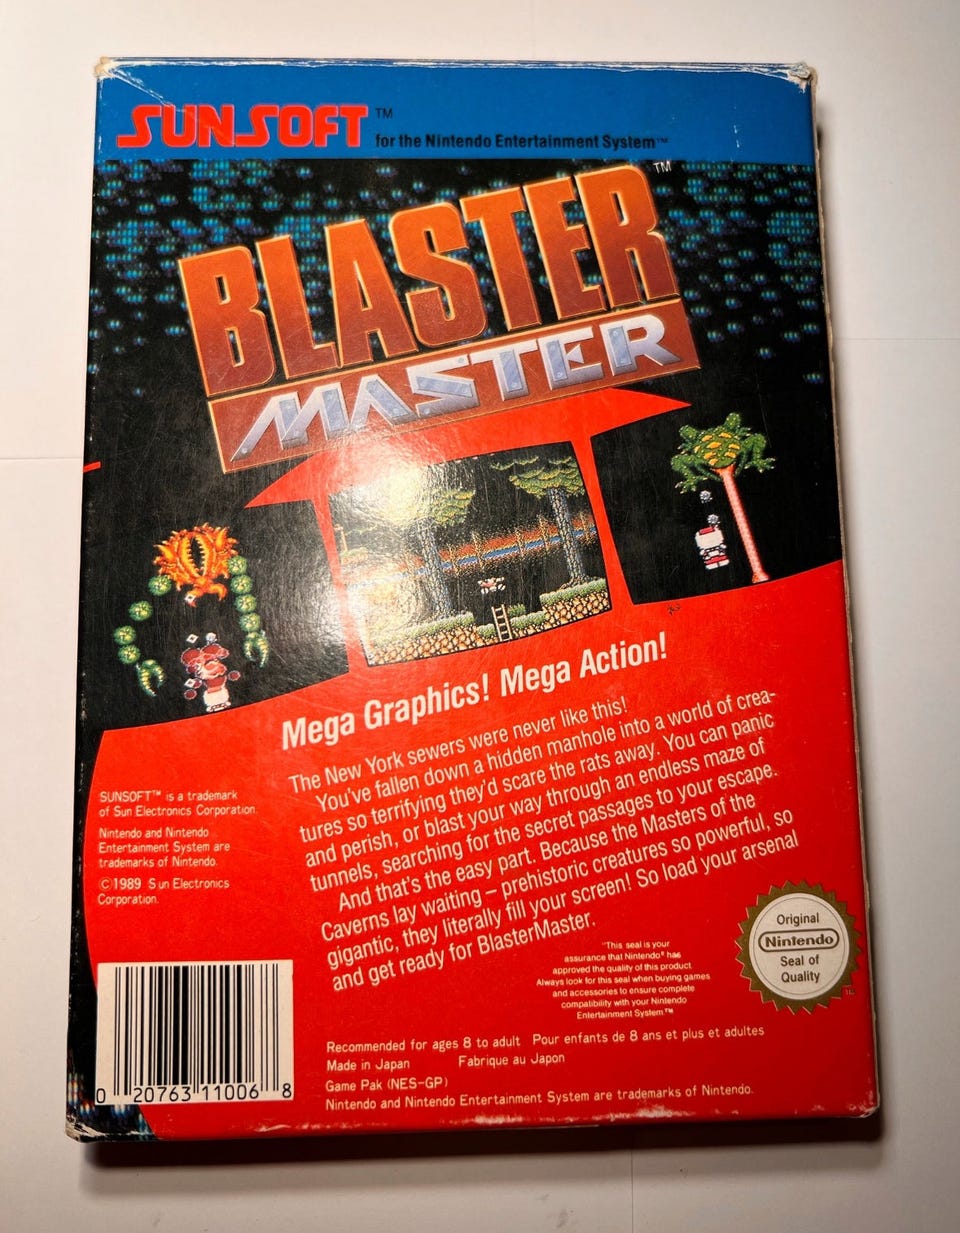 SUNSOFT™
for the Nintendo Entertainment System™
BLASTER™
MASTER
Mega Graphics! Mega Action!
The New York sewers were never like this!
You've fallen down a hidden manhole into a world of crea-
tures so terrifying they'd scare the rats away. You can panic
and perish, or blast your way through an endless maze of
tunnels, searching for the secret passages to your escape.
And that's the easy part. Because the Masters of the
Caverns lay waiting – prehistoric creatures so powerful, so
gigantic, they literally fill your screen! So load your arsenal
and get ready for BlasterMaster.
SUNSOFT™ is a trademark
of Sun Electronics Corporation.
Nintendo and Nintendo
Entertainment System are
trademarks of Nintendo.
©1989 Sun Electronics
Corporation.
"This seal is your
assurance that Nintendo® has
approved the quality of this product.
Always look for this seal when buying games
and accessories to ensure complete
compatibility with your Nintendo
Entertainment System.™
Original
Nintendo
Seal of
Quality
Recommended for ages 8 to adult Pour enfants de 8 ans et plus et adultes
Made in Japan Fabrique au Japon
Game Pak (NES-GP)
Nintendo and Nintendo Entertainment System are trademarks of Nintendo.
0 20763 11006 8